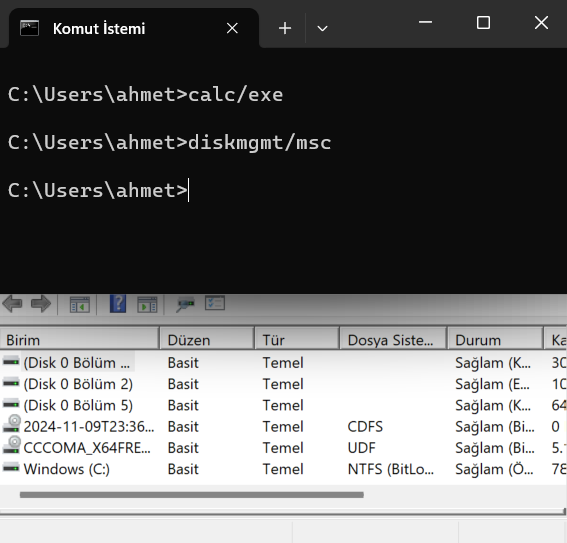 Komut İstemi
C:\Users\ahmet>calc/exe
C:\Users\ahmet>diskmgmt/msc
C:\Users\ahmet>
Birim Düzen Tür Dosya Siste... Durum Ka
(Disk 0 Bölüm ... Basit Temel Sağlam (K... 30
(Disk 0 Bölüm 2) Basit Temel Sağlam (E... 10
(Disk 0 Bölüm 5) Basit Temel Sağlam (K... 64
2024-11-09T23:36... Basit Temel CDFS Sağlam (Bi... 0
CCCOMA_X64FRE... Basit Temel UDF Sağlam (Bi... 5.
Windows (C:) Basit Temel NTFS (BitLo... Sağlam (Ö... 78